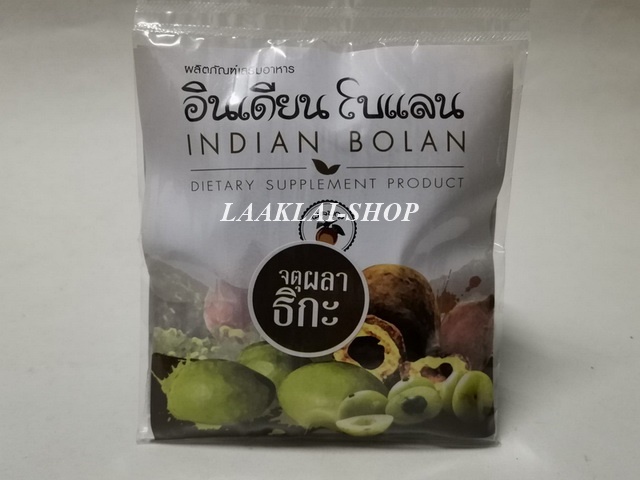 ผลิตภัณฑ์เสริมอาหาร
อินเดียน โบแลน
INDIAN BOLAN
DIETARY SUPPLEMENT PRODUCT
LAAKLAI-SHOP
จตุผลา
ธิกะ